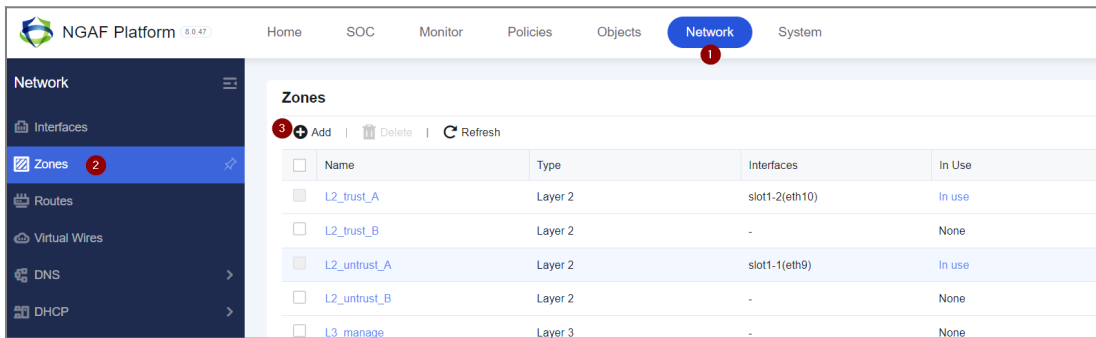 NGAF Platform 8.0.47 Home SOC Monitor Policies Objects Network System
1
Network
Zones
Interfaces
3 Add | Delete | Refresh
Zones 2
Name Type Interfaces In Use
Routes
L2_trust_A Layer 2 slot1-2(eth10) In use
Virtual Wires
L2_trust_B Layer 2 - None
DNS
L2_untrust_A Layer 2 slot1-1(eth9) In use
DHCP
L2_untrust_B Layer 2 - None
L3_manage Layer 3 - None